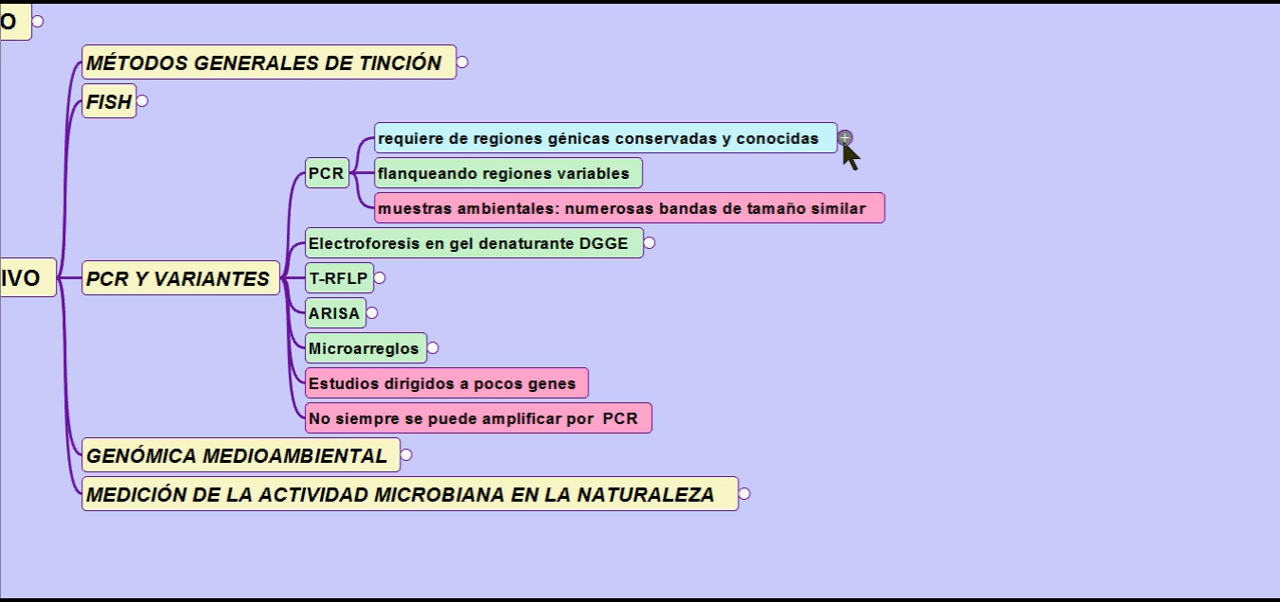 O
MÉTODOS GENERALES DE TINCIÓN
FISH
requiere de regiones génicas conservadas y conocidas
PCR
flanqueando regiones variables
muestras ambientales: numerosas bandas de tamaño similar
Electroforesis en gel denaturante DGGE
IVO
PCR Y VARIANTES
T-RFLP
ARISA
Microarreglos
Estudios dirigidos a pocos genes
No siempre se puede amplificar por PCR
GENÓMICA MEDIOAMBIENTAL
MEDICIÓN DE LA ACTIVIDAD MICROBIANA EN LA NATURALEZA